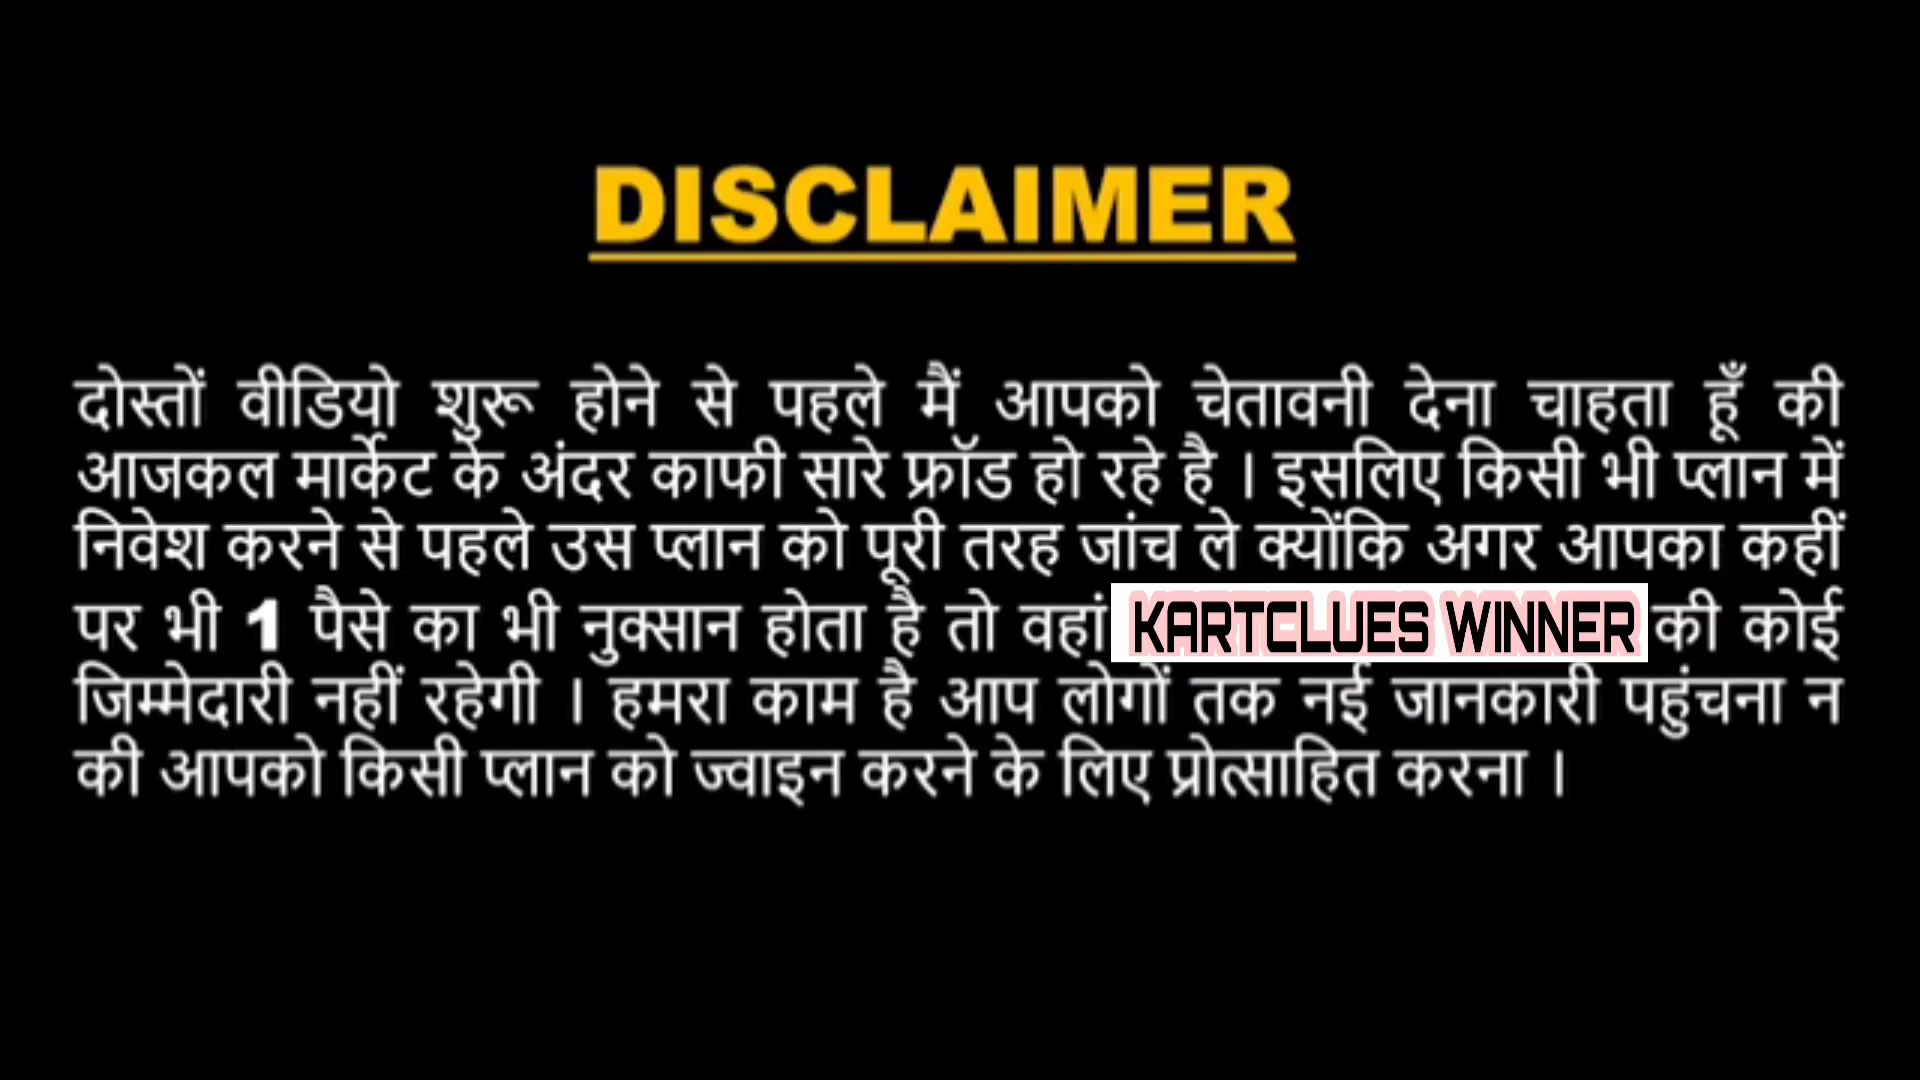 DISCLAIMER
दोस्तों वीडियो शुरू होने से पहले मैं आपको चेतावनी देना चाहता हूँ की
आजकल मार्केट के अंदर काफी सारे फ्रॉड हो रहे है । इसलिए किसी भी प्लान में
निवेश करने से पहले उस प्लान को पूरी तरह जांच ले क्योंकि अगर आपका कहीं
पर भी 1 पैसे का भी नुक्सान होता है तो वहां KARTCLUES WINNER की कोई
जिम्मेदारी नहीं रहेगी । हमरा काम है आप लोगों तक नई जानकारी पहुंचना न
की आपको किसी प्लान को ज्वाइन करने के लिए प्रोत्साहित करना ।